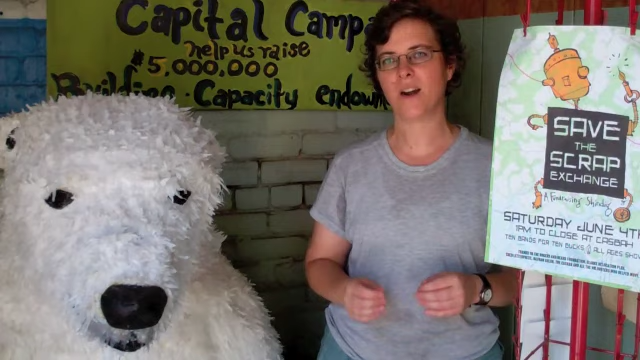 Capital Campa
help us raise
$5,000,000
Building · Capacity endown
SAVE
THE
SCRAP
EXCHANGE
A Fundraising Shindig
SATURDAY JUNE 4TH
1PM TO CLOSE AT CASBAH
TEN BANDS FOR TEN BUCKS ALL AGES SHOW